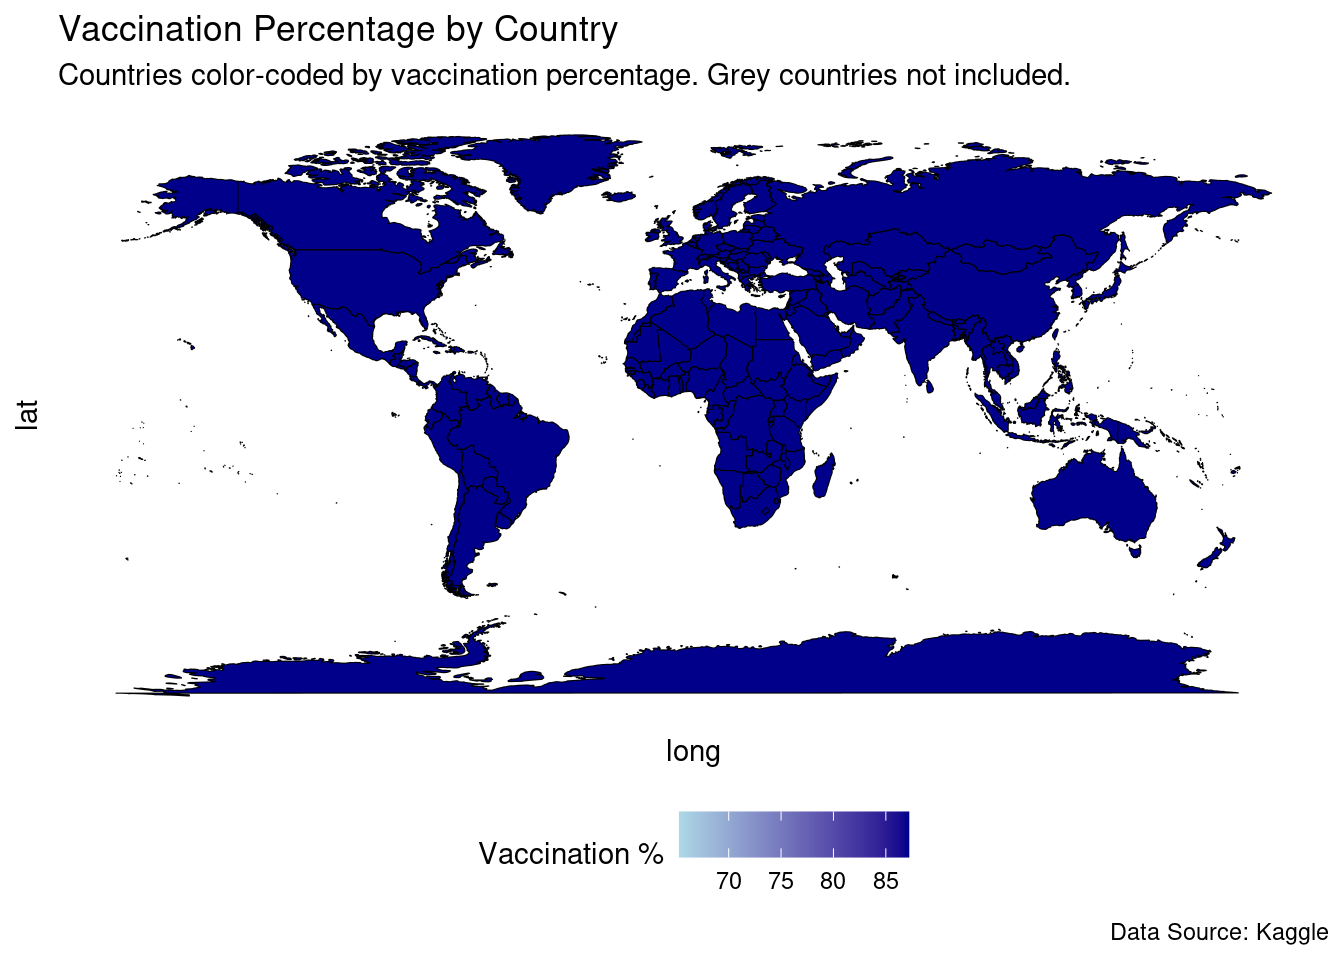 Vaccination Percentage by Country
Countries color-coded by vaccination percentage. Grey countries not included.
lat
long
Vaccination %
70 75 80 85
Data Source: Kaggle